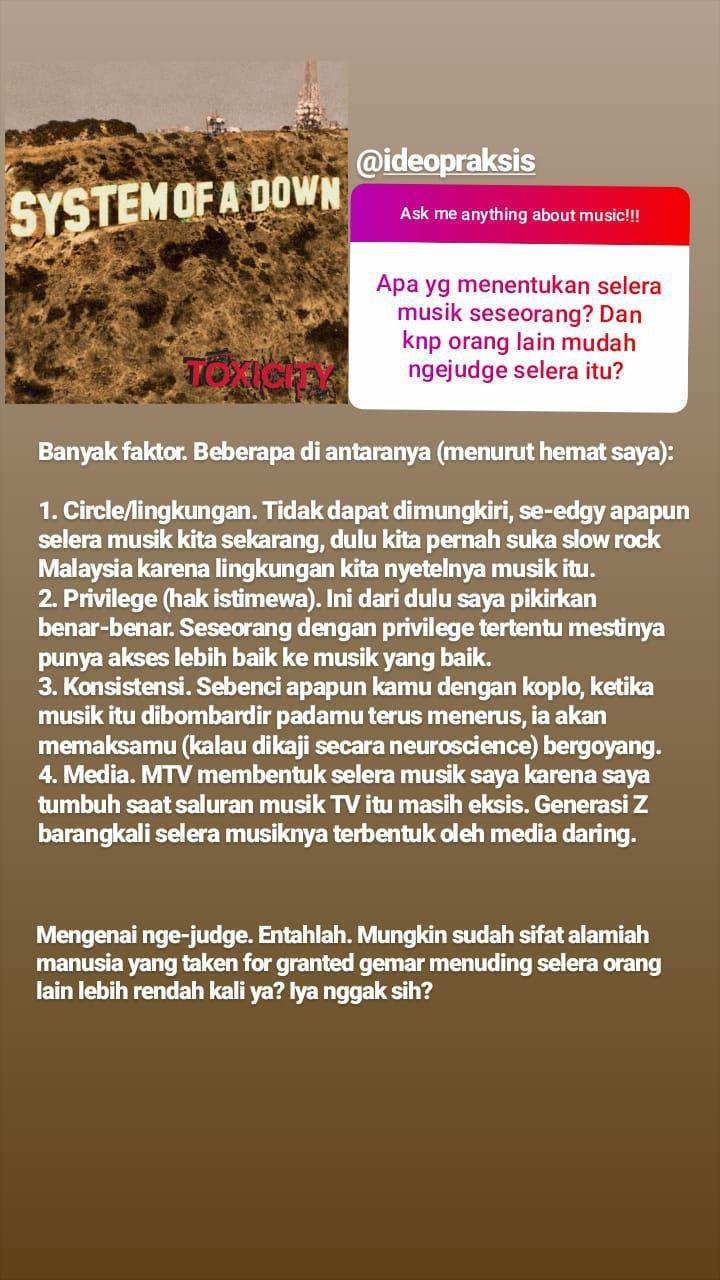 SYSTEM OF A DOWN
TOXICITY
@ideopraksis
Ask me anything about music!!!
Apa yg menentukan selera
musik seseorang? Dan
knp orang lain mudah
ngejudge selera itu?
Banyak faktor. Beberapa di antaranya (menurut hemat saya):
1. Circle/lingkungan. Tidak dapat dimungkiri, se-edgy apapun
selera musik kita sekarang, dulu kita pernah suka slow rock
Malaysia karena lingkungan kita nyetelnya musik itu.
2. Privilege (hak istimewa). Ini dari dulu saya pikirkan
benar-benar. Seseorang dengan privilege tertentu mestinya
punya akses lebih baik ke musik yang baik.
3. Konsistensi. Sebenci apapun kamu dengan koplo, ketika
musik itu dibombardir padamu terus menerus, ia akan
memaksamu (kalau dikaji secara neuroscience) bergoyang.
4. Media. MTV membentuk selera musik saya karena saya
tumbuh saat saluran musik TV itu masih eksis. Generasi Z
barangkali selera musiknya terbentuk oleh media daring.
Mengenai nge-judge. Entahlah. Mungkin sudah sifat alamiah
manusia yang taken for granted gemar menuding selera orang
lain lebih rendah kali ya? Iya nggak sih?